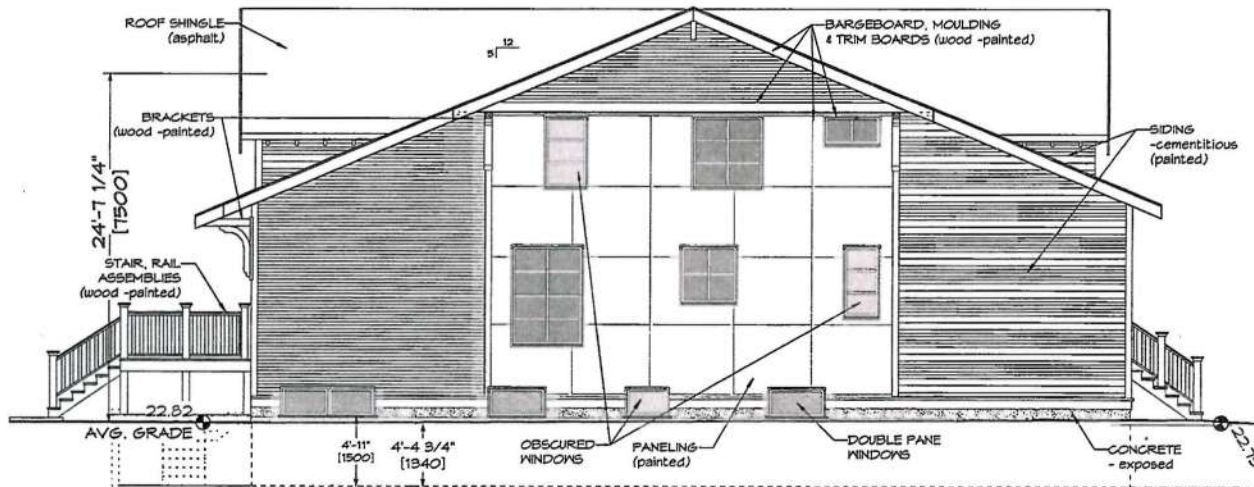 ROOF SHINGLE
(asphalt)
12
5
BARGEBOARD, MOULDING
& TRIM BOARDS (wood -painted)
BRACKETS
(wood -painted)
SIDING
-cementitious
(painted)
24'-7 1/4"
[7500]
STAIR, RAIL
ASSEMBLIES
(wood -painted)
22.82
AVG. GRADE
4'-11"
[1500]
4'-4 3/4"
[1340]
OBSCURED
WINDOWS
PANELING
(painted)
DOUBLE PANE
WINDOWS
CONCRETE
- exposed